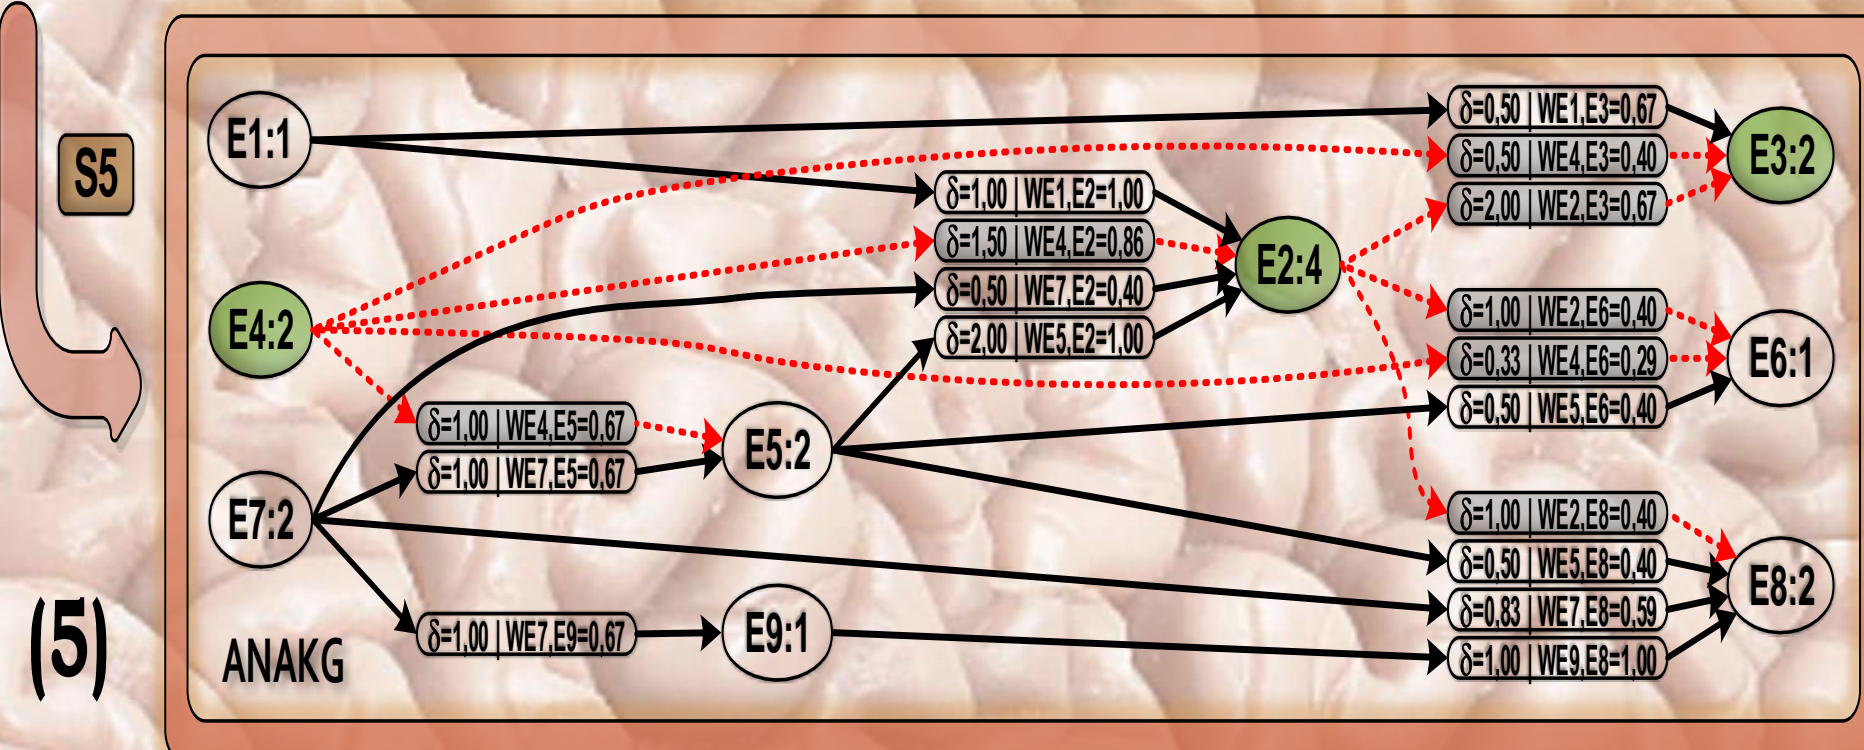 S5
(5)
E1:1
E4:2
E7:2
ANAKG
δ=1,00 | WE4,E5=0,67
δ=1,00 | WE7,E5=0,67
δ=1,00 | WE7,E9=0,67
E5:2
E9:1
δ=1,00 | WE1,E2=1,00
δ=1,50 | WE4,E2=0,86
δ=0,50 | WE7,E2=0,40
δ=2,00 | WE5,E2=1,00
E2:4
δ=0,50 | WE1,E3=0,67
δ=0,50 | WE4,E3=0,40
δ=2,00 | WE2,E3=0,67
δ=1,00 | WE2,E6=0,40
δ=0,33 | WE4,E6=0,29
δ=0,50 | WE5,E6=0,40
δ=1,00 | WE2,E8=0,40
δ=0,50 | WE5,E8=0,40
δ=0,83 | WE7,E8=0,59
δ=1,00 | WE9,E8=1,00
E3:2
E6:1
E8:2